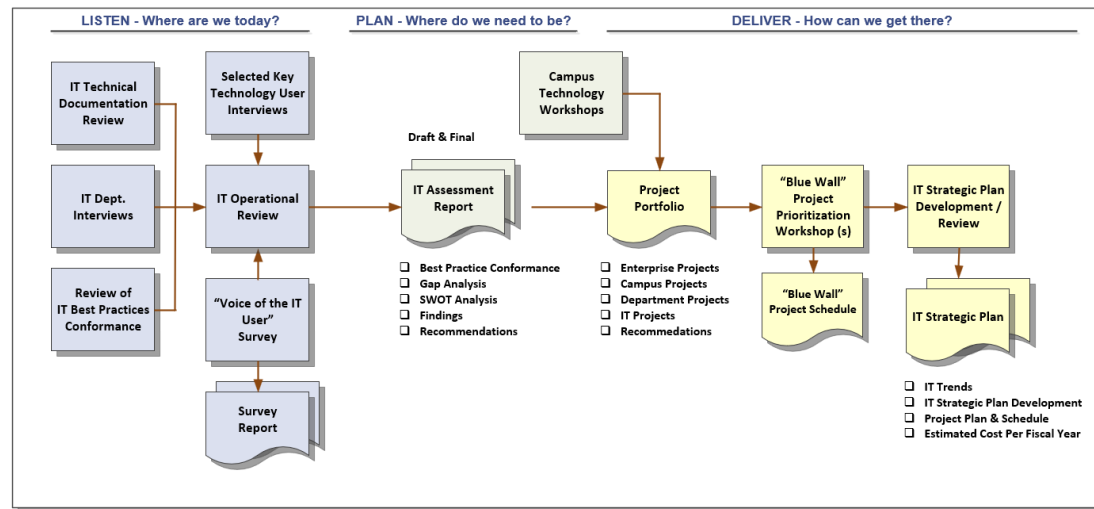 LISTEN - Where are we today?
PLAN - Where do we need to be?
DELIVER - How can we get there?
IT Technical
Documentation
Review
Selected Key
Technology User
Interviews
Campus
Technology
Workshops
Draft & Final
IT Dept.
Interviews
IT Operational
Review
IT Assessment
Report
Project
Portfolio
“Blue Wall”
Project
Prioritization
Workshop (s)
IT Strategic Plan
Development /
Review
Review of
IT Best Practices
Conformance
“Voice of the IT
User”
Survey
❑ Best Practice Conformance
❑ Gap Analysis
❑ SWOT Analysis
❑ Findings
❑ Recommendations
❑ Enterprise Projects
❑ Campus Projects
❑ Department Projects
❑ IT Projects
❑ Recommedations
“Blue Wall”
Project Schedule
IT Strategic Plan
Survey
Report
❑ IT Trends
❑ IT Strategic Plan Development
❑ Project Plan & Schedule
❑ Estimated Cost Per Fiscal Year